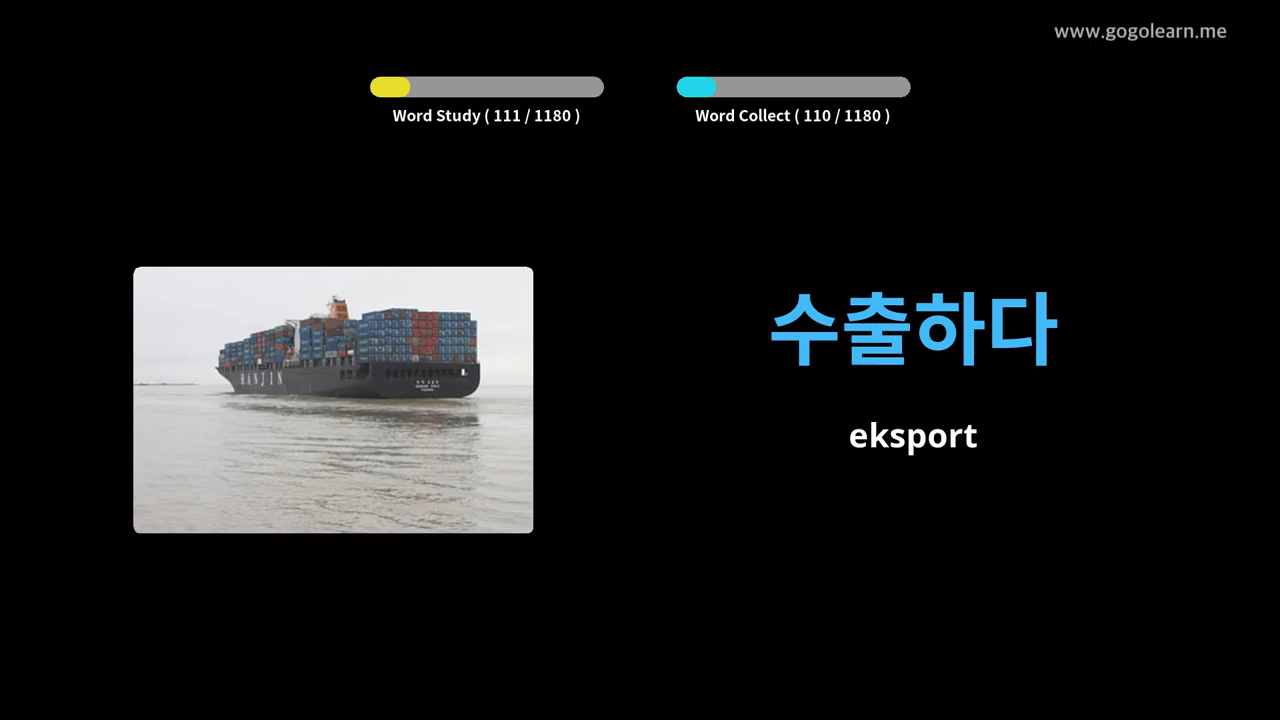 www.gogolearn.me
Word Study ( 111 / 1180 )
Word Collect ( 110 / 1180 )
HANJIN
수출하다
eksport